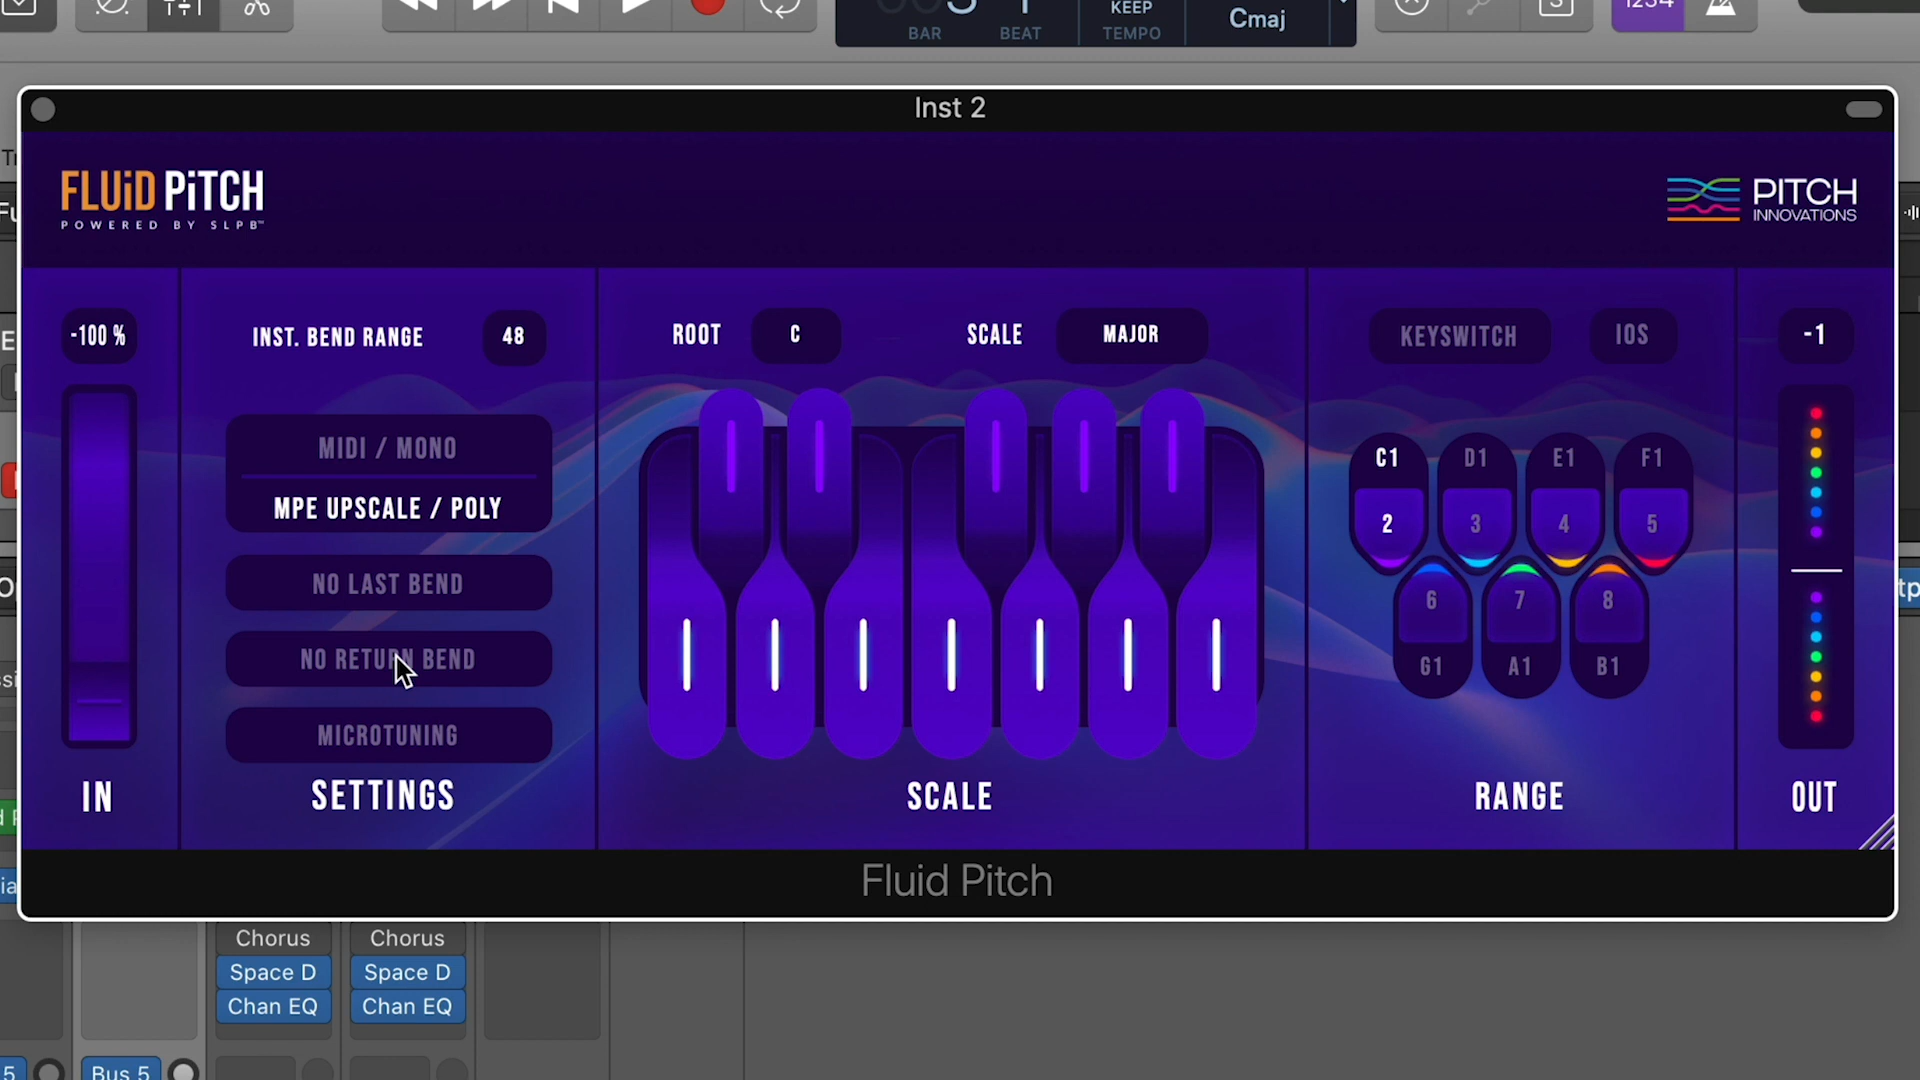 BAR
BEAT
KEEP
TEMPO
Cmaj
1234
Inst 2
FLUiD PiTCH
POWERED BY SLPB™
PITCH
INNOVATIONS
-100 %
INST. BEND RANGE 48
ROOT C
SCALE MAJOR
KEYSWITCH
IOS
-1
MIDI / MONO
MPE UPSCALE / POLY
NO LAST BEND
NO RETURN BEND
MICROTUNING
C1 D1 E1 F1
2 3 4 5
6 7 8
G1 A1 B1
IN
SETTINGS
SCALE
RANGE
OUT
Fluid Pitch
Chorus Chorus
Space D Space D
Chan EQ Chan EQ
5
Bus 5